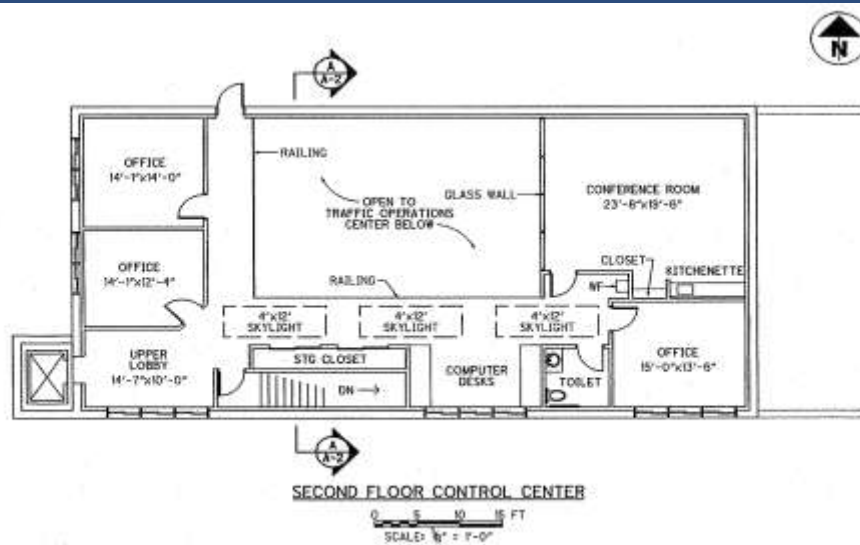 N
A
A-2
OFFICE
14'-1"x14'-0"
RAILING
OPEN TO
TRAFFIC OPERATIONS
CENTER BELOW
GLASS WALL
CONFERENCE ROOM
23'-6"x19'-6"
OFFICE
14'-1"x12'-4"
RAILING
CLOSET
KITCHENETTE
WF
4'x12'
SKYLIGHT
4'x12'
SKYLIGHT
4'x12'
SKYLIGHT
UPPER
LOBBY
14'-7"x10'-0"
STG CLOSET
DN
COMPUTER
DESKS
TOILET
OFFICE
15'-0"x13'-6"
A
A-2
SECOND FLOOR CONTROL CENTER
0 5 10 15 FT
SCALE: = 1'-0"